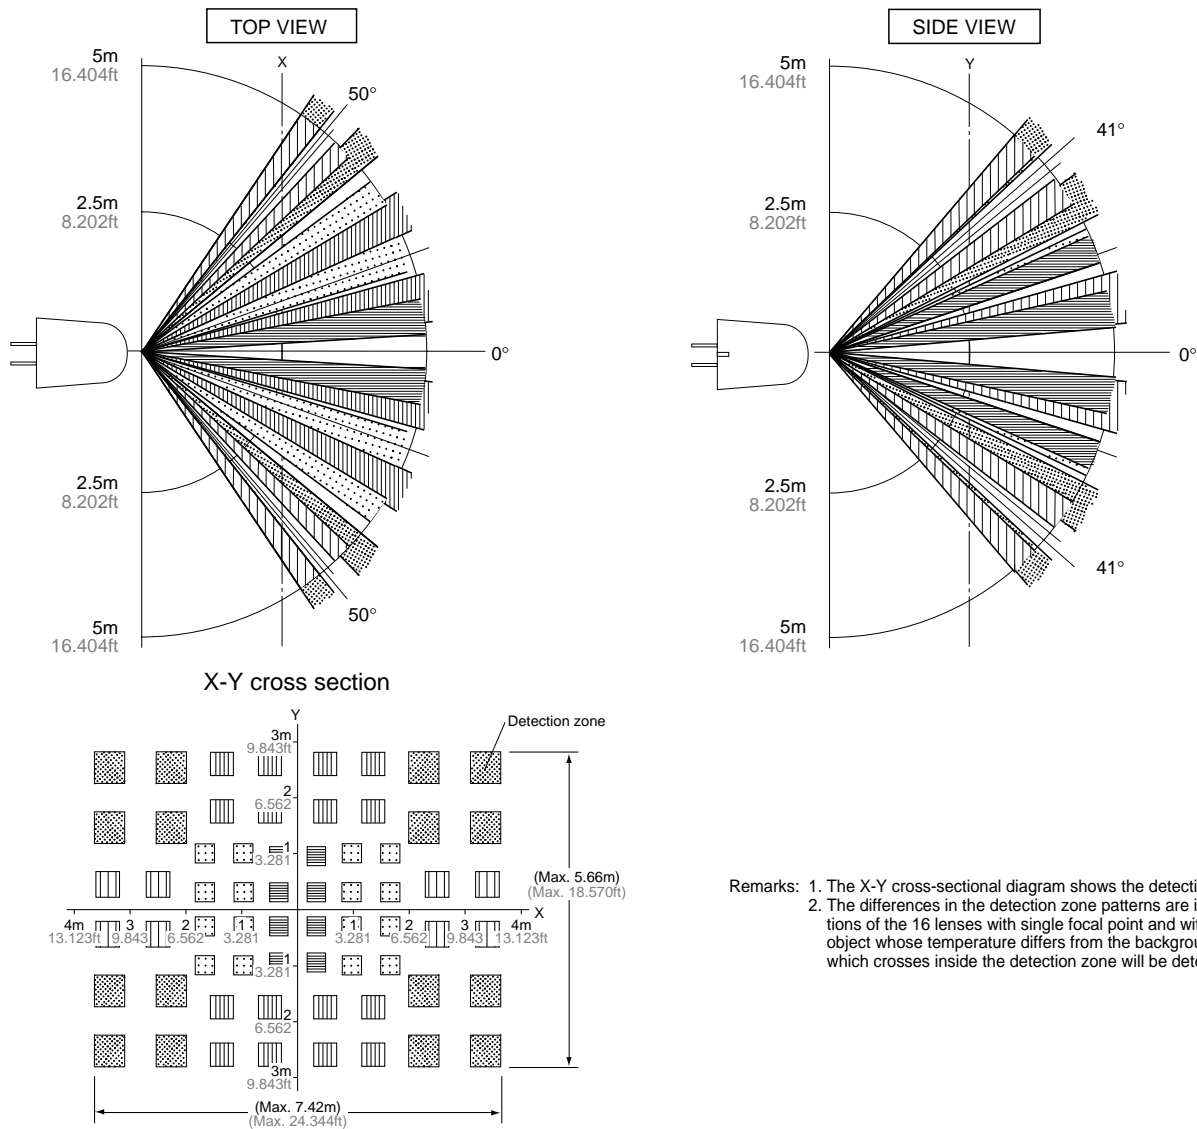 TOP VIEW
5m
16.404ft
X
50°
2.5m
8.202ft
0°
2.5m
8.202ft
50°
5m
16.404ft
SIDE VIEW
5m
16.404ft
Y
41°
2.5m
8.202ft
0°
2.5m
8.202ft
41°
5m
16.404ft
X-Y cross section
Y
Detection zone
3m
9.843ft
2
6.562
1
3.281
(Max. 5.66m)
(Max. 18.570ft)
4m 3 2 1 1 2 3 4m X
13.123ft 9.843 6.562 3.281 3.281 6.562 9.843 13.123ft
1
3.281
2
6.562
3m
9.843ft
(Max. 7.42m)
(Max. 24.344ft)
Remarks: 1. The X-Y cross-sectional diagram shows the detecti
2. The differences in the detection zone patterns are i
tions of the 16 lenses with single focal point and wit
object whose temperature differs from the backgrou
which crosses inside the detection zone will be dete